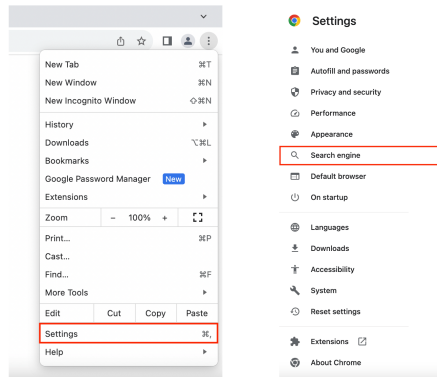 New Tab ⌘T
New Window ⌘N
New Incognito Window ⇧⌘N
History
Downloads ⌥⌘L
Bookmarks
Google Password Manager New
Extensions
Zoom − 100% +
Print... ⌘P
Cast...
Find... ⌘F
More Tools
Edit Cut Copy Paste
Settings ⌘,
Help
Settings
You and Google
Autofill and passwords
Privacy and security
Performance
Appearance
Search engine
Default browser
On startup
Languages
Downloads
Accessibility
System
Reset settings
Extensions
About Chrome